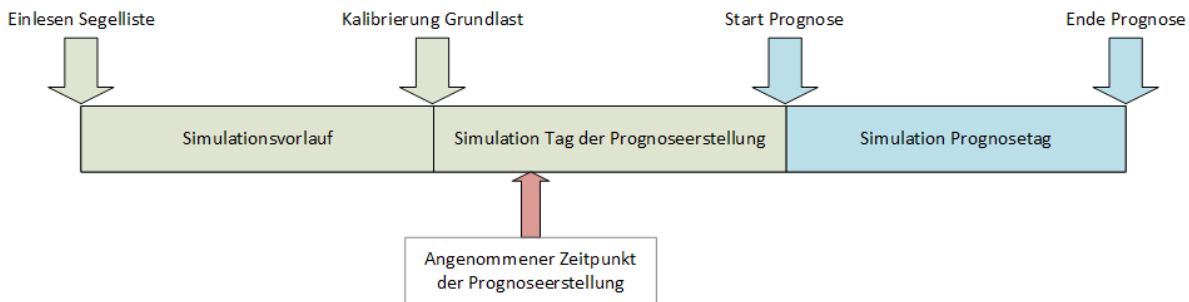 Einlesen Segelliste
Kalibrierung Grundlast
Start Prognose
Ende Prognose
Simulationsvorlauf
Simulation Tag der Prognoseerstellung
Simulation Prognosetag
Angenommener Zeitpunkt
der Prognoseerstellung